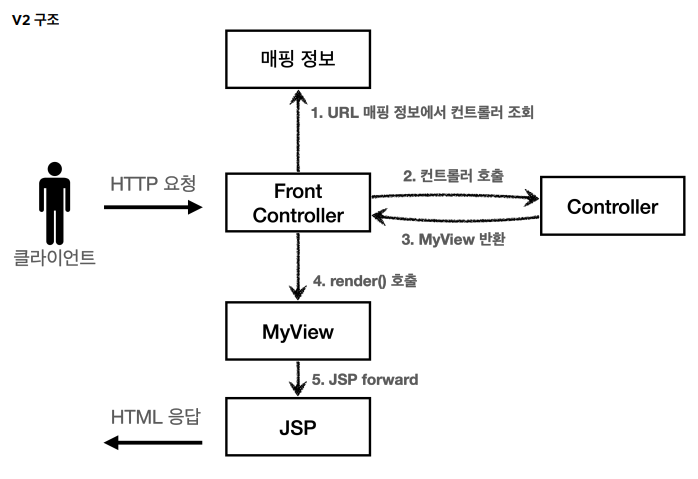 V2 구조
매핑 정보
1. URL 매핑 정보에서 컨트롤러 조회
HTTP 요청
Front
Controller
2. 컨트롤러 호출
Controller
3. MyView 반환
클라이언트
4. render() 호출
MyView
5. JSP forward
HTML 응답
JSP